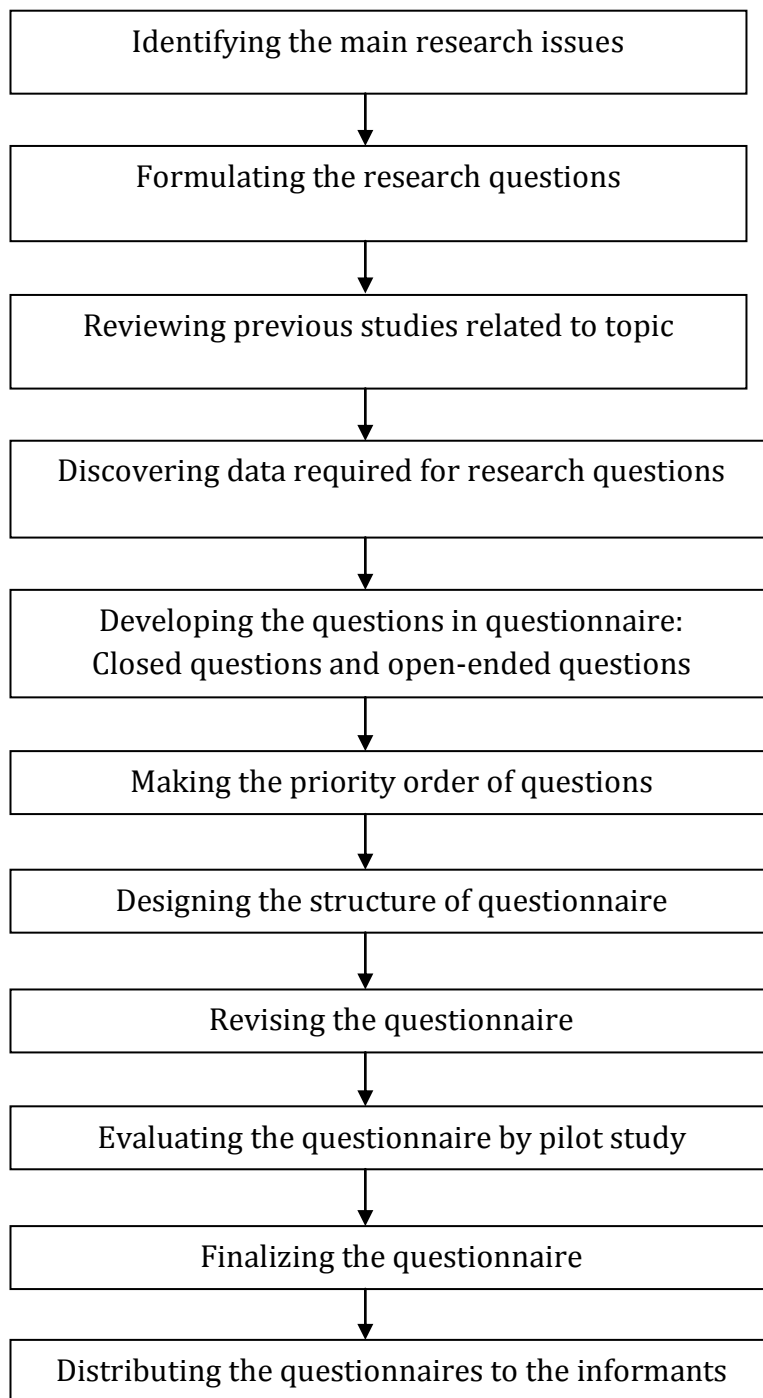 Identifying the main research issues
Formulating the research questions
Reviewing previous studies related to topic
Discovering data required for research questions
Developing the questions in questionnaire:
Closed questions and open-ended questions
Making the priority order of questions
Designing the structure of questionnaire
Revising the questionnaire
Evaluating the questionnaire by pilot study
Finalizing the questionnaire
Distributing the questionnaires to the informants